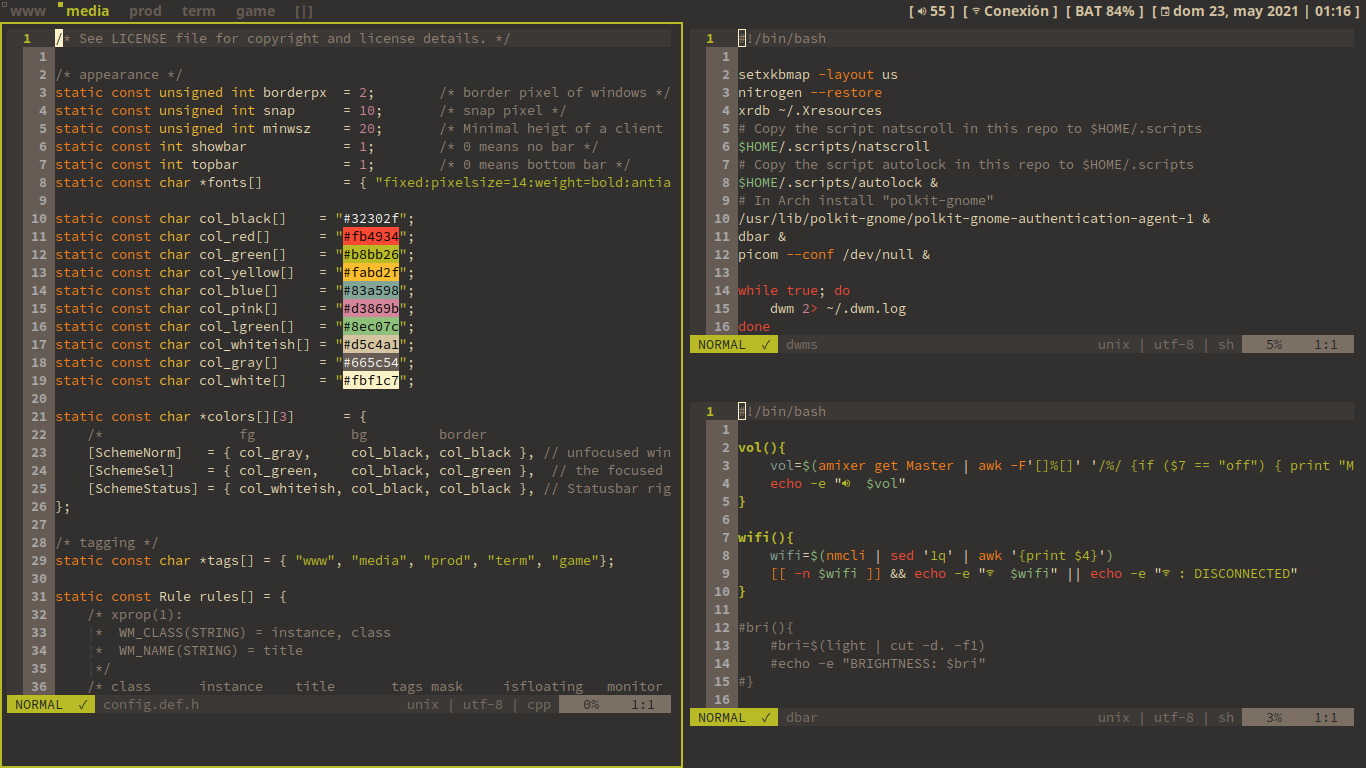 www media prod term game [|] [ 55 ] [ Conexión ] [ BAT 84% ] [ dom 23, may 2021 | 01:16 ]
1 /* See LICENSE file for copyright and license details. */
1
2 /* appearance */
3 static const unsigned int borderpx  = 2;        /* border pixel of windows */
4 static const unsigned int snap      = 10;       /* snap pixel */
5 static const unsigned int minwsz    = 20;       /* Minimal heigt of a client
6 static const int showbar            = 1;        /* 0 means no bar */
7 static const int topbar             = 1;        /* 0 means bottom bar */
8 static const char *fonts[]          = { "fixed:pixelsize=14:weight=bold:antia
9
10 static const char col_black[]    = "#32302f";
11 static const char col_red[]      = "#fb4934";
12 static const char col_green[]    = "#b8bb26";
13 static const char col_yellow[]   = "#fabd2f";
14 static const char col_blue[]     = "#83a598";
15 static const char col_pink[]     = "#d3869b";
16 static const char col_lgreen[]   = "#8ec07c";
17 static const char col_whiteish[] = "#d5c4a1";
18 static const char col_gray[]     = "#665c54";
19 static const char col_white[]    = "#fbf1c7";
20
21 static const char *colors[][3]      = {
22     /*                 fg            bg         border
23     [SchemeNorm]   = { col_gray,     col_black, col_black }, // unfocused win
24     [SchemeSel]    = { col_green,    col_black, col_green },  // the focused
25     [SchemeStatus] = { col_whiteish, col_black, col_black }, // Statusbar rig
26 };
27
28 /* tagging */
29 static const char *tags[] = { "www", "media", "prod", "term", "game"};
30
31 static const Rule rules[] = {
32     /* xprop(1):
33     ¦*  WM_CLASS(STRING) = instance, class
34     ¦*  WM_NAME(STRING) = title
35     ¦*/
36     /* class      instance    title       tags mask     isfloating   monitor
NORMAL ✓ config.def.h unix | utf-8 | cpp 0% 1:1
1 #!/bin/bash
1
2 setxkbmap -layout us
3 nitrogen --restore
4 xrdb ~/.Xresources
5 # Copy the script natscroll in this repo to $HOME/.scripts
6 $HOME/.scripts/natscroll
7 # Copy the script autolock in this repo to $HOME/.scripts
8 $HOME/.scripts/autolock &
9 # In Arch install "polkit-gnome"
10 /usr/lib/polkit-gnome/polkit-gnome-authentication-agent-1 &
11 dbar &
12 picom --conf /dev/null &
13
14 while true; do
15     dwm 2> ~/.dwm.log
16 done
NORMAL ✓ dwms unix | utf-8 | sh 5% 1:1
1 #!/bin/bash
1
2 vol(){
3     vol=$(amixer get Master | awk -F'[]%[]' '/%/ {if ($7 == "off") { print "M
4     echo -e "🔊  $vol"
5 }
6
7 wifi(){
8     wifi=$(nmcli | sed '1q' | awk '{print $4}')
9     [[ -n $wifi ]] && echo -e "  $wifi" || echo -e " : DISCONNECTED"
10 }
11
12 #bri(){
13     #bri=$(light | cut -d. -f1)
14     #echo -e "BRIGHTNESS: $bri"
15 #}
16
NORMAL ✓ dbar unix | utf-8 | sh 3% 1:1